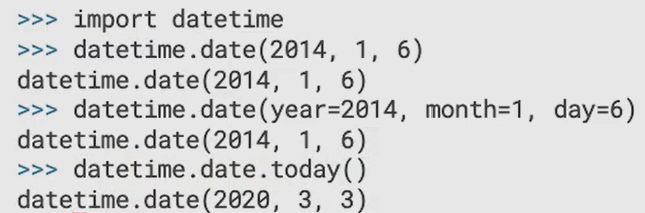 >>> import datetime
>>> datetime.date(2014, 1, 6)
datetime.date(2014, 1, 6)
>>> datetime.date(year=2014, month=1, day=6)
datetime.date(2014, 1, 6)
>>> datetime.date.today()
datetime.date(2020, 3, 3)